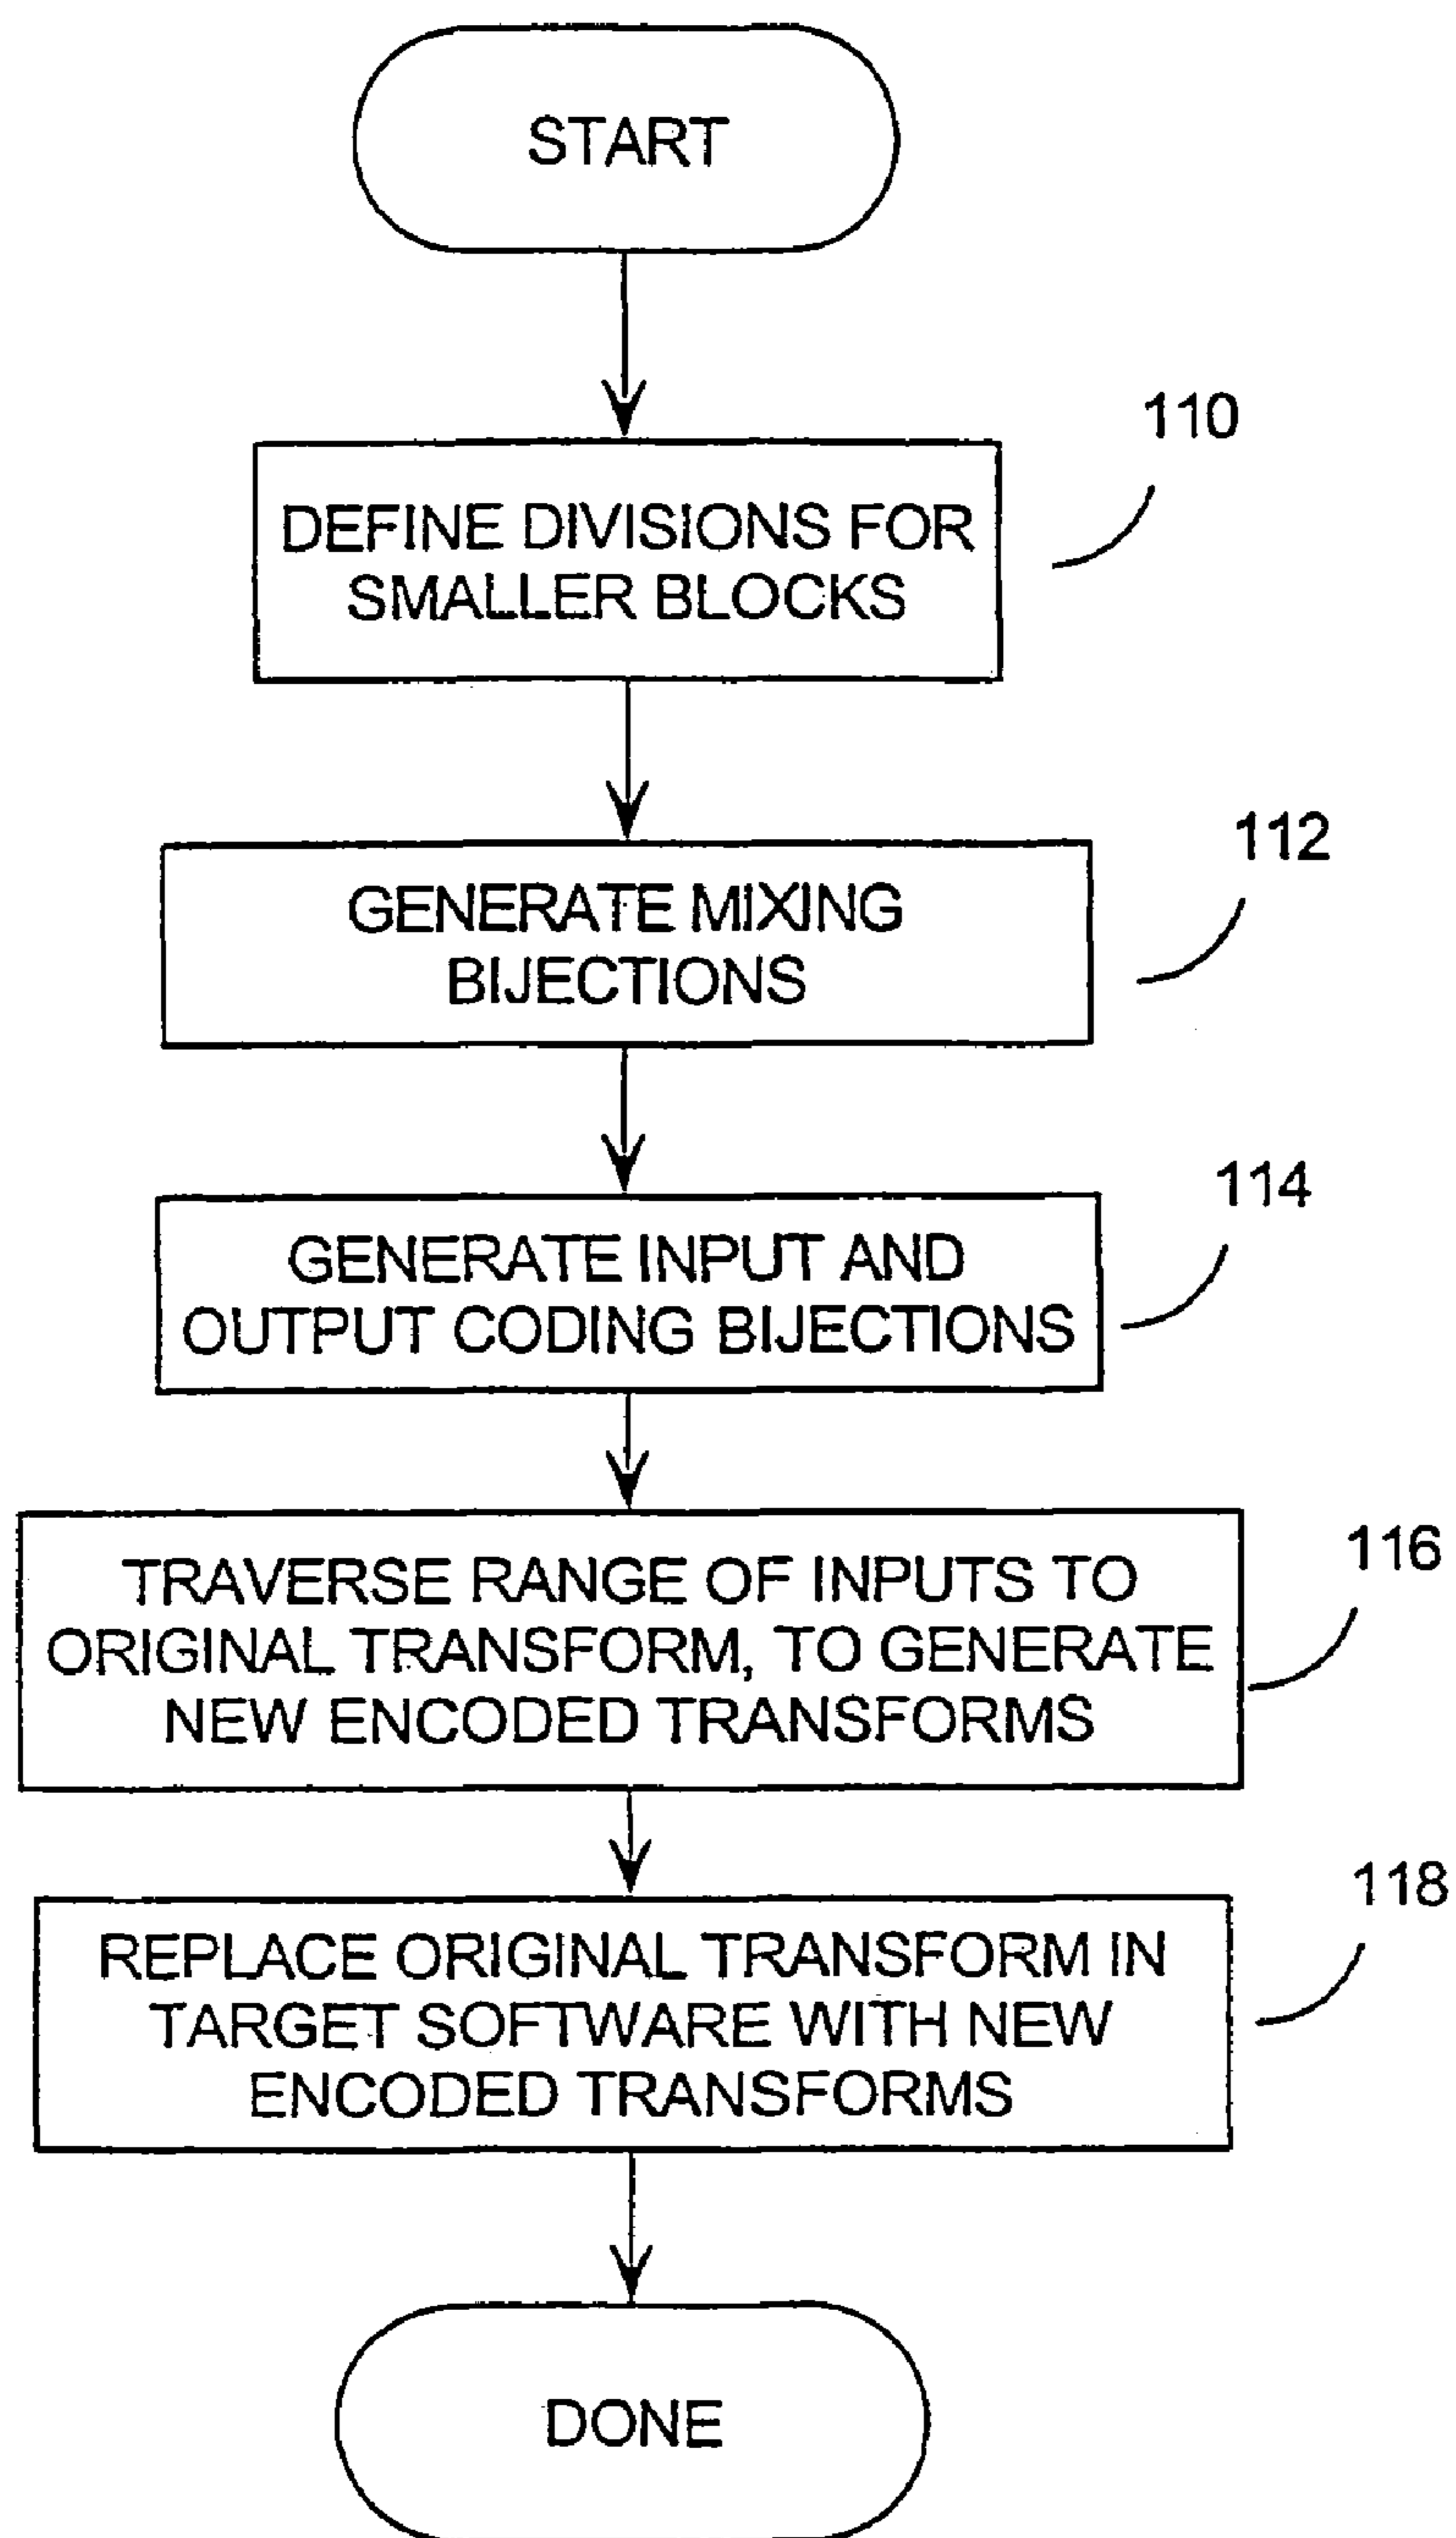 START
110
DEFINE DIVISIONS FOR
SMALLER BLOCKS
112
GENERATE MIXING
BIJECTIONS
114
GENERATE INPUT AND
OUTPUT CODING BIJECTIONS
116
TRAVERSE RANGE OF INPUTS TO
ORIGINAL TRANSFORM, TO GENERATE
NEW ENCODED TRANSFORMS
118
REPLACE ORIGINAL TRANSFORM IN
TARGET SOFTWARE WITH NEW
ENCODED TRANSFORMS
DONE